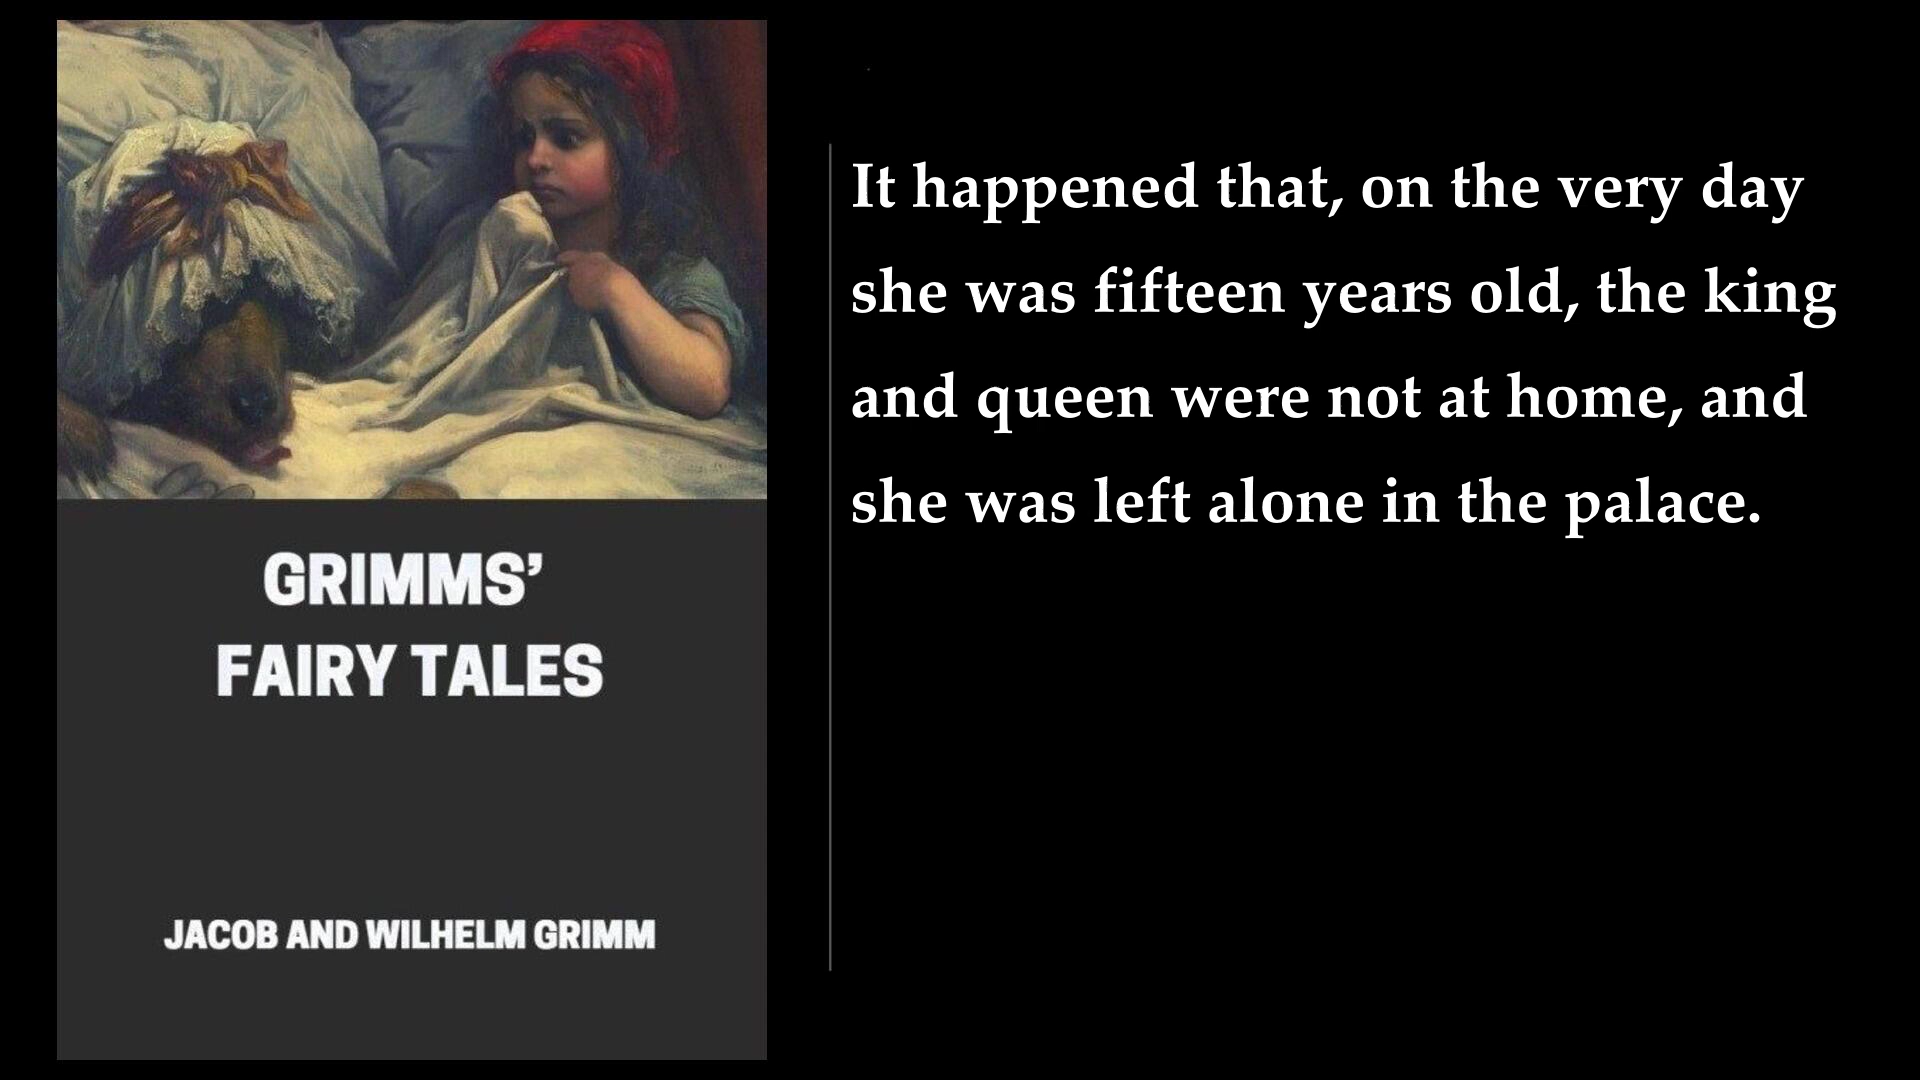 GRIMMS’
FAIRY TALES
JACOB AND WILHELM GRIMM
It happened that, on the very day
she was fifteen years old, the king
and queen were not at home, and
she was left alone in the palace.